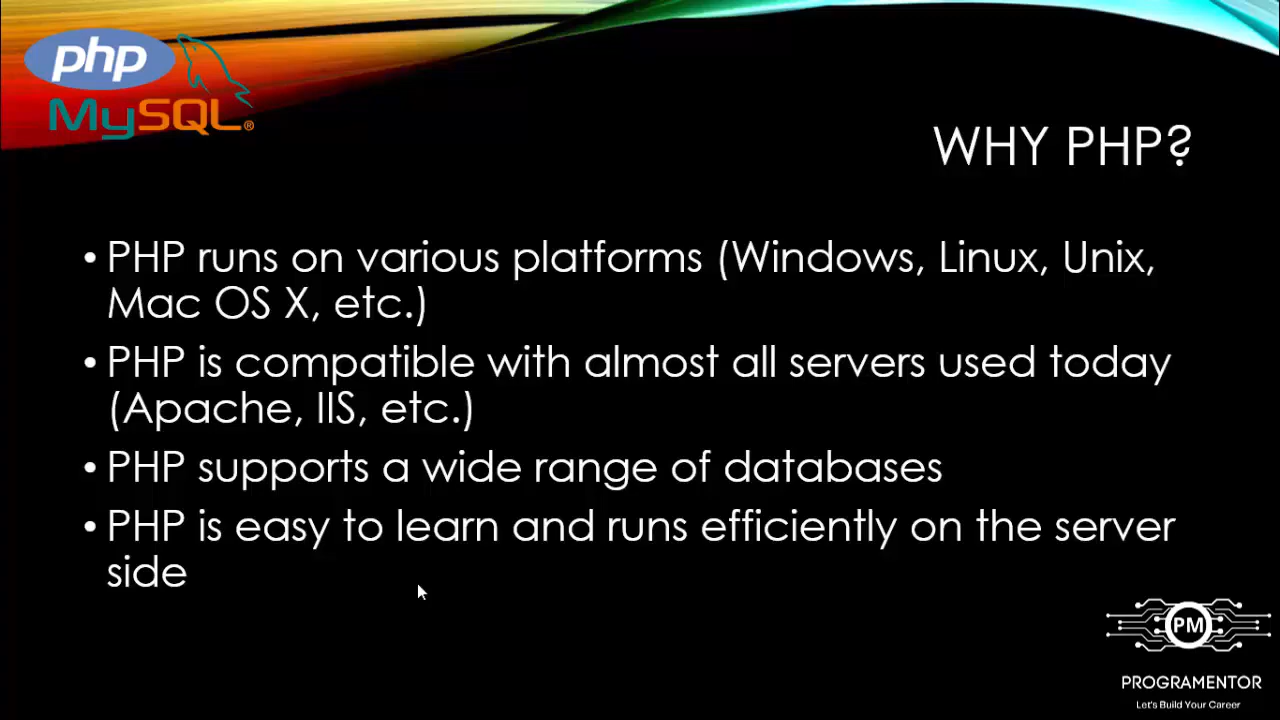 php
MySQL®
WHY PHP?
• PHP runs on various platforms (Windows, Linux, Unix,
Mac OS X, etc.)
• PHP is compatible with almost all servers used today
(Apache, IIS, etc.)
• PHP supports a wide range of databases
• PHP is easy to learn and runs efficiently on the server
side
PM
PROGRAMENTOR
Let's Build Your Career